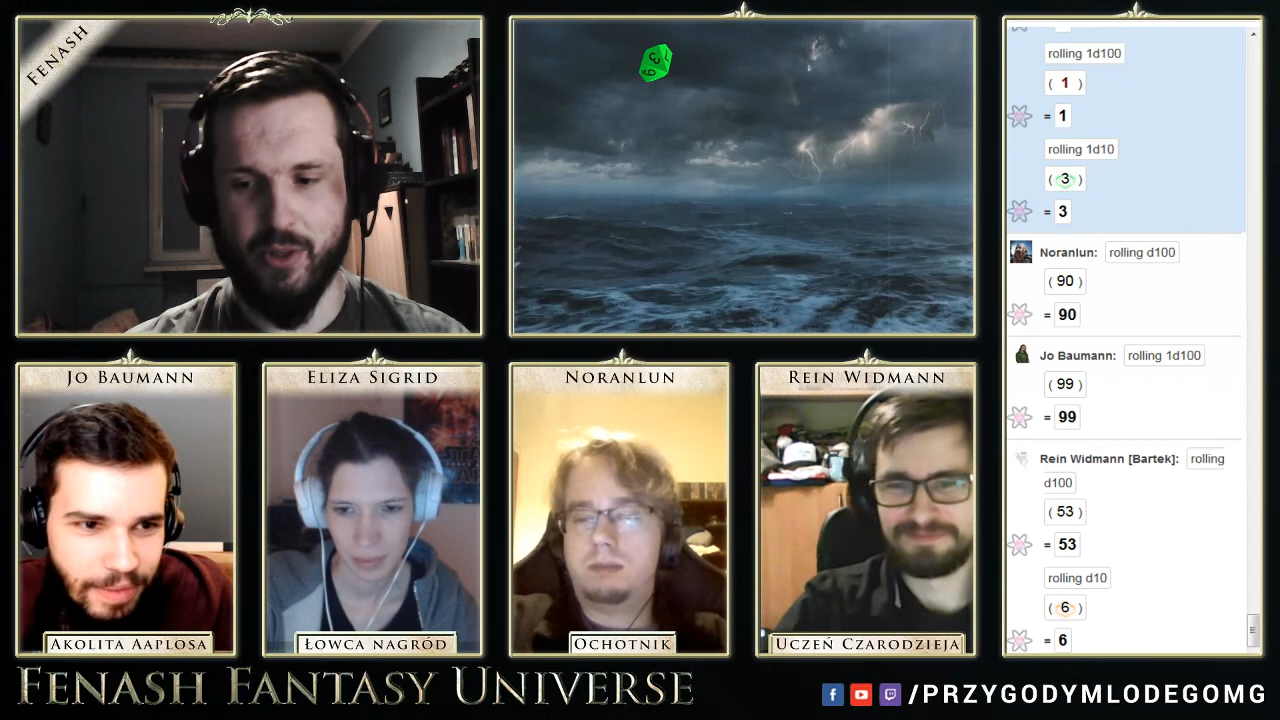 FENASH
rolling 1d100
( 1 )
= 1
rolling 1d10
( 3 )
= 3
Noranlun: rolling d100
( 90 )
= 90
Jo Baumann: rolling 1d100
( 99 )
= 99
Rein Widmann [Bartek]: rolling
d100
( 53 )
= 53
rolling d10
( 6 )
= 6
JO BAUMANN
AKOLITA AAPLOSA
ELIZA SIGRID
ŁOWCA NAGRÓD
NORANLUN
OCHOTNIK
REIN WIDMANN
UCZEŃ CZARODZIEJA
FENASH FANTASY UNIVERSE
/PRZYGODYMLODEGOMG